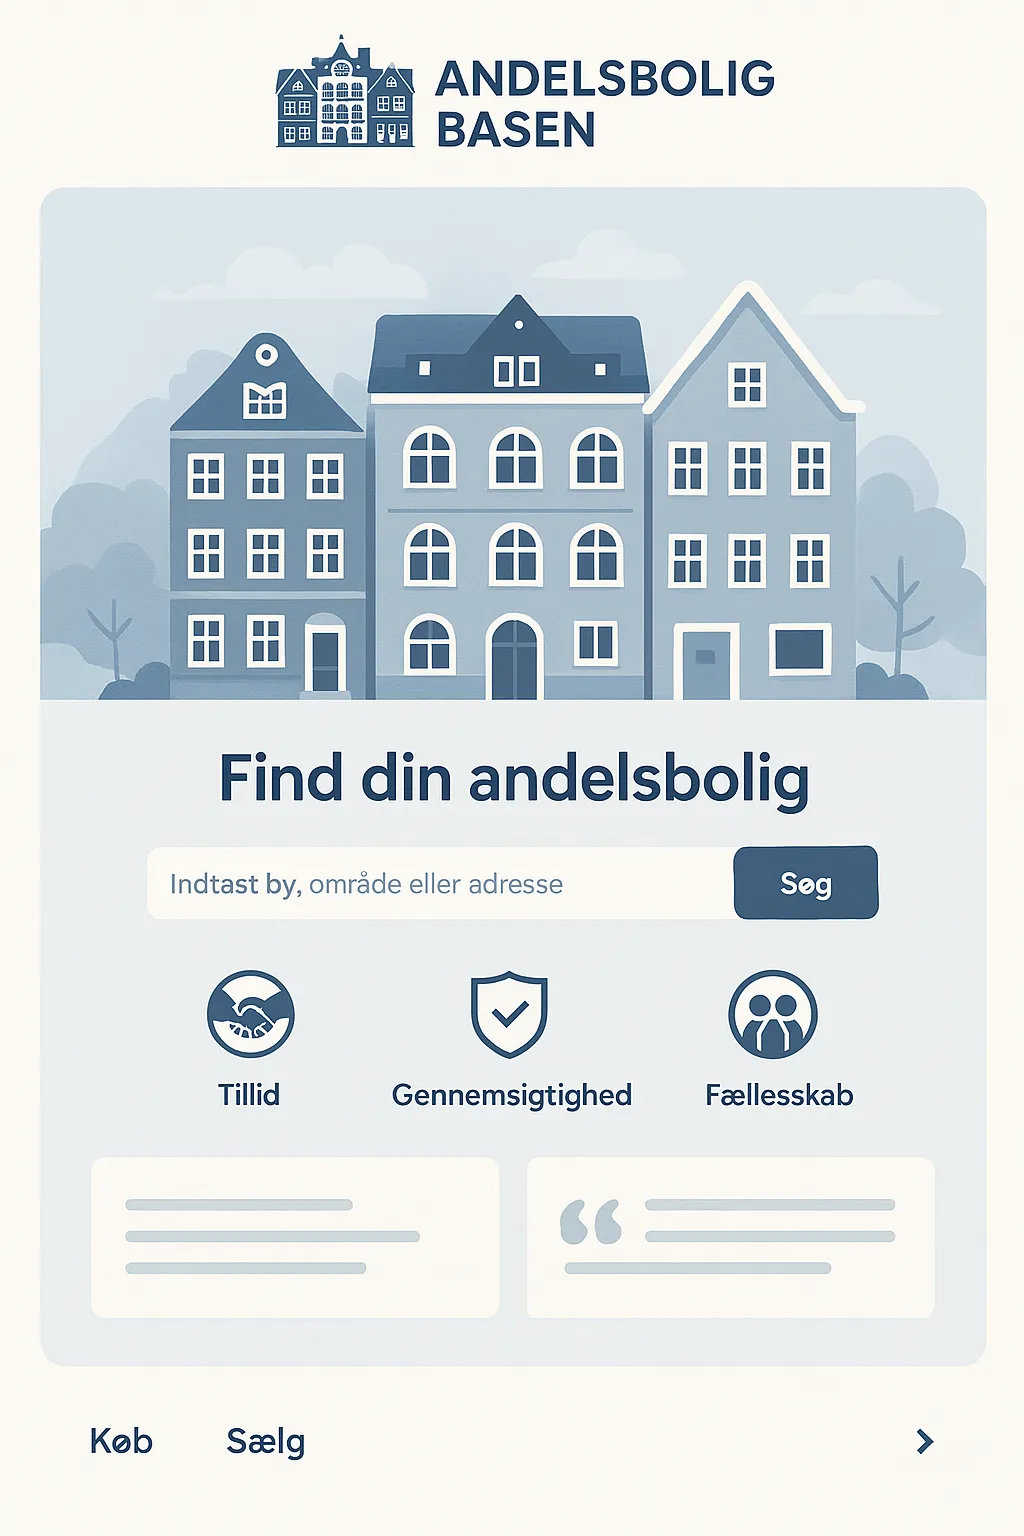 ANDELSBOLIG
BASEN
Find din andelsbolig
Indtast by, område eller adresse
Søg
Tillid
Gennemsigtighed
Fællesskab
Køb
Sælg